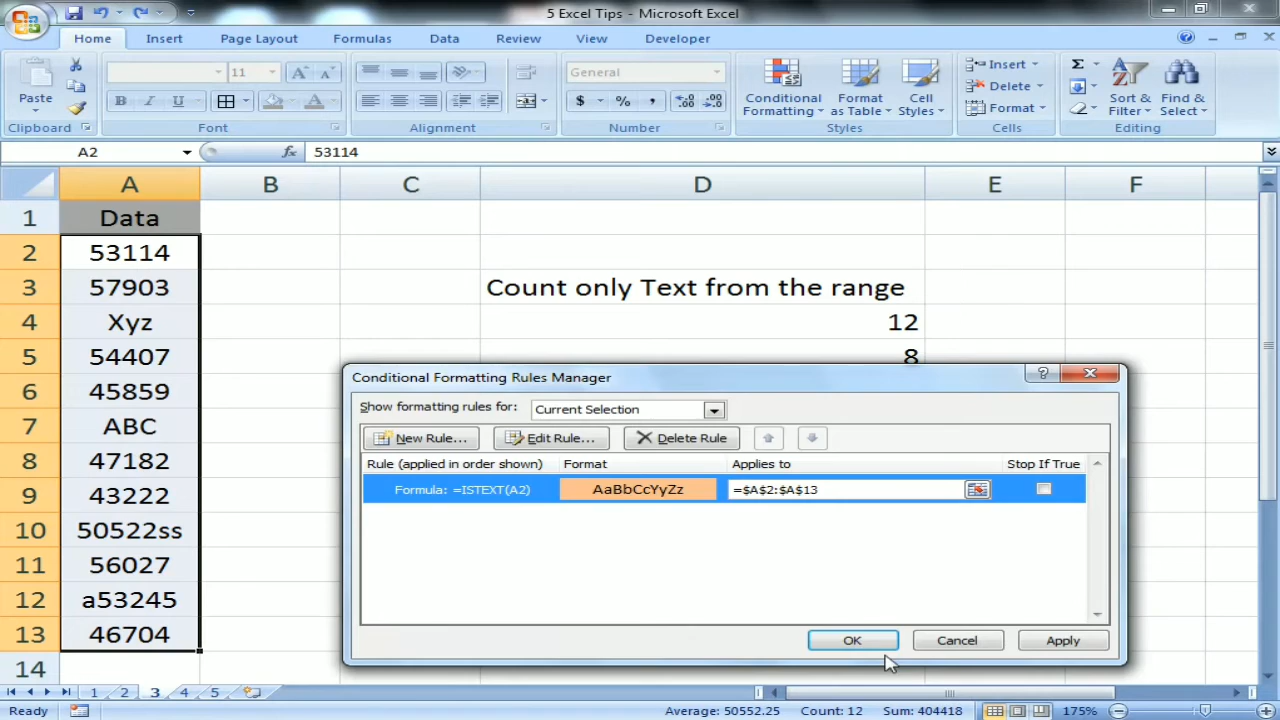 5 Excel Tips - Microsoft Excel
Home Insert Page Layout Formulas Data Review View Developer
Paste
Clipboard
11
B I U
Font
Alignment
General
$ % ,
Number
Conditional Formatting
Format as Table
Cell Styles
Styles
Insert
Delete
Format
Cells
Σ
Sort & Filter
Find & Select
Editing
A2 fx 53114
A B C D E F
1 Data
2 53114
3 57903 Count only Text from the range
4 Xyz 12
5 54407 8
6 45859
7 ABC
8 47182
9 43222
10 50522ss
11 56027
12 a53245
13 46704
14
Conditional Formatting Rules Manager
Show formatting rules for: Current Selection
New Rule... Edit Rule... Delete Rule
Rule (applied in order shown) Format Applies to Stop If True
Formula: =ISTEXT(A2) AaBbCcYyZz =$A$2:$A$13
OK Cancel Apply
1 2 3 4 5
Ready Average: 50552.25 Count: 12 Sum: 404418 175%